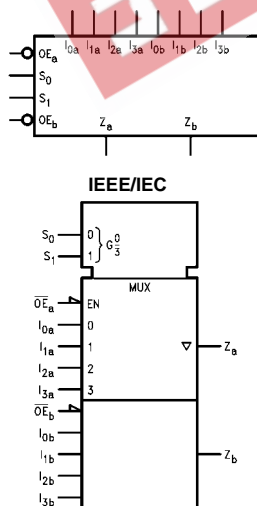 I0a I1a I2a I3a I0b I1b I2b I3b
OEa
S0
S1
OEb
Za Zb
IEEE/IEC
S0 0
S1 1
G 0/3
MUX
OEa EN
I0a 0
I1a 1 ▽ Za
I2a 2
I3a 3
OEb
I0b
I1b Zb
I2b
I3b